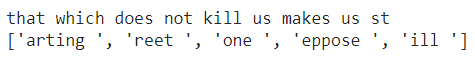 that which does not kill us makes us st
['arting ', 'reet ', 'one ', 'eppose ', 'ill ']